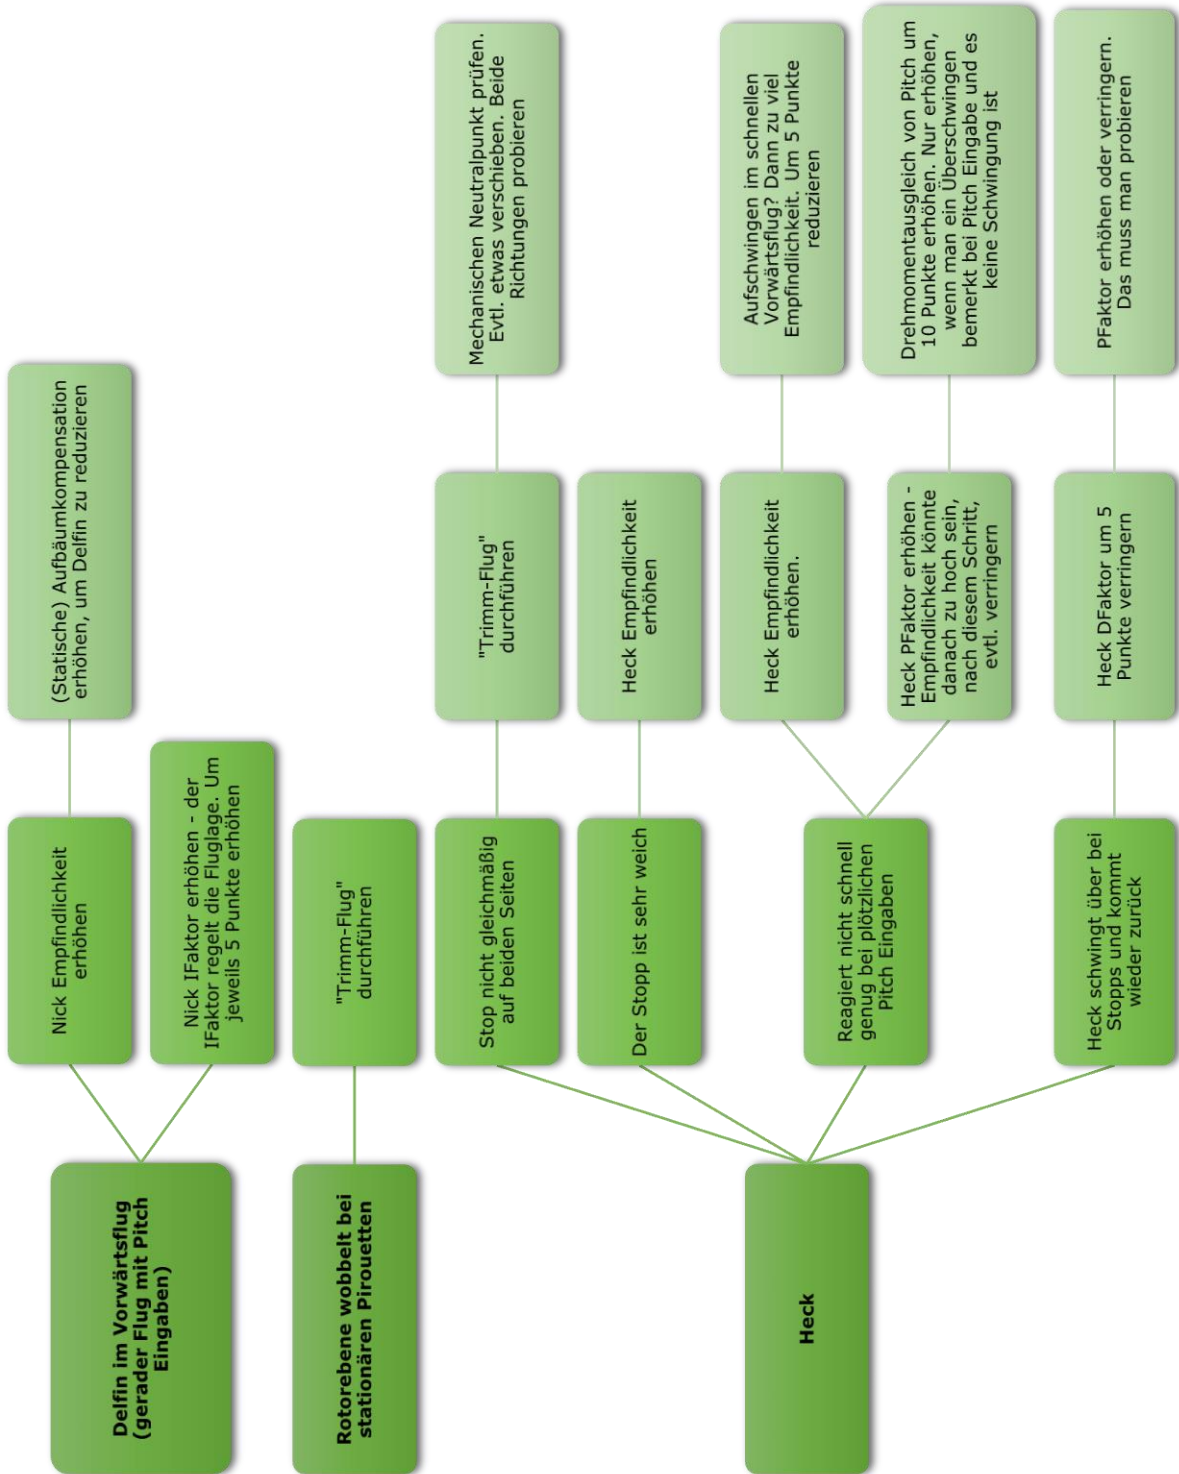 Delfin im Vorwärtsflug
(gerader Flug mit Pitch
Eingaben)
Nick Empfindlichkeit
erhöhen
(Statische) Aufbäumkompensation
erhöhen, um Delfin zu reduzieren
Nick IFaktor erhöhen - der
IFaktor regelt die Fluglage. Um
jeweils 5 Punkte erhöhen
Rotorebene wobbelt bei
stationären Pirouetten
"Trimm-Flug"
durchführen
Heck
Stop nicht gleichmäßig
auf beiden Seiten
"Trimm-Flug"
durchführen
Mechanischen Neutralpunkt prüfen.
Evtl. etwas verschieben. Beide
Richtungen probieren
Der Stopp ist sehr weich
Heck Empfindlichkeit
erhöhen
Reagiert nicht schnell
genug bei plötzlichen
Pitch Eingaben
Heck Empfindlichkeit
erhöhen.
Aufschwingen im schnellen
Vorwärtsflug? Dann zu viel
Empfindlichkeit. Um 5 Punkte
reduzieren
Heck PFaktor erhöhen -
Empfindlichkeit könnte
danach zu hoch sein,
nach diesem Schritt,
evtl. verringern
Drehmomentausgleich von Pitch um
10 Punkte erhöhen. Nur erhöhen,
wenn man ein Überschwingen
bemerkt bei Pitch Eingabe und es
keine Schwingung ist
Heck schwingt über bei
Stopps und kommt
wieder zurück
Heck DFaktor um 5
Punkte verringern
PFaktor erhöhen oder verringern.
Das muss man probieren